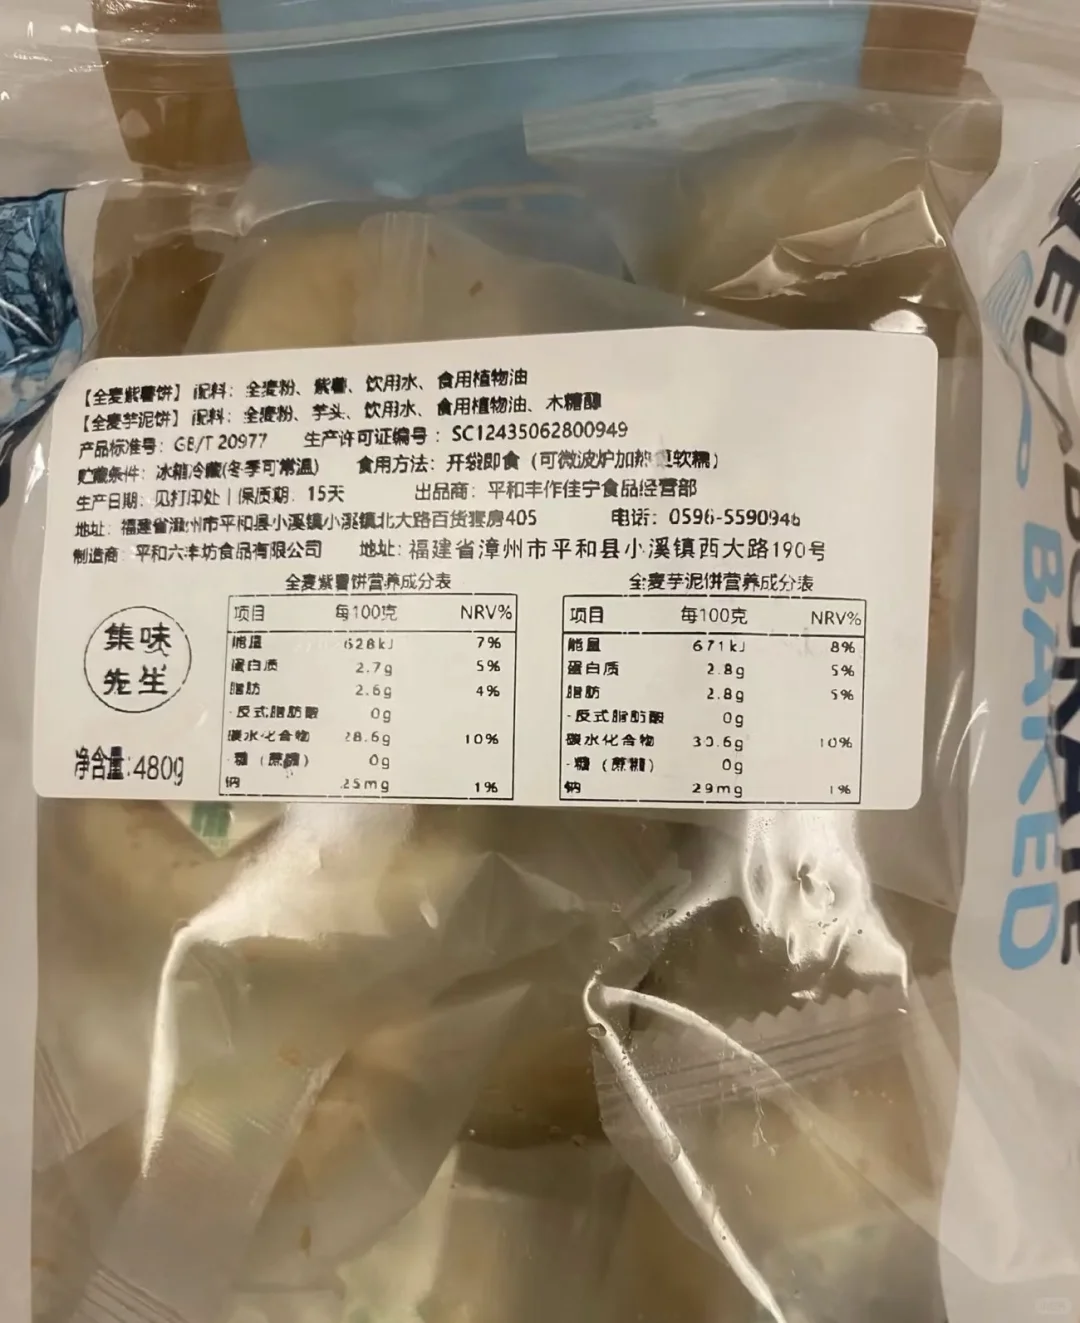 【全麦紫薯饼】配料：全麦粉、紫薯、饮用水、食用植物油
【全麦芋泥饼】配料：全麦粉、芋头、饮用水、食用植物油、木糖醇
产品标准号：GB/T 20977 生产许可证编号：SC12435062800949
贮藏条件：冰箱冷藏(冬季可常温) 食用方法：开袋即食（可微波炉加热更软糯）
生产日期：见打印处 | 保质期：15天 出品商：平和丰作佳宁食品经营部
地址：福建省漳州市平和县小溪镇小溪镇北大路百货套房405 电话：0596-5590946
制造商：平和六丰坊食品有限公司 地址：福建省漳州市平和县小溪镇西大路190号
全麦紫薯饼营养成分表
项目 每100克 NRV%
能量 628kJ 7%
蛋白质 2.7g 5%
脂肪 2.6g 4%
-反式脂肪酸 0g
碳水化合物 28.6g 10%
-糖（蔗糖） 0g
钠 25mg 1%
全麦芋泥饼营养成分表
项目 每100克 NRV%
能量 671kJ 8%
蛋白质 2.8g 5%
脂肪 2.8g 5%
-反式脂肪酸 0g
碳水化合物 30.6g 10%
-糖（蔗糖） 0g
钠 29mg 1%
集味
先生
净含量:480g
BAKED